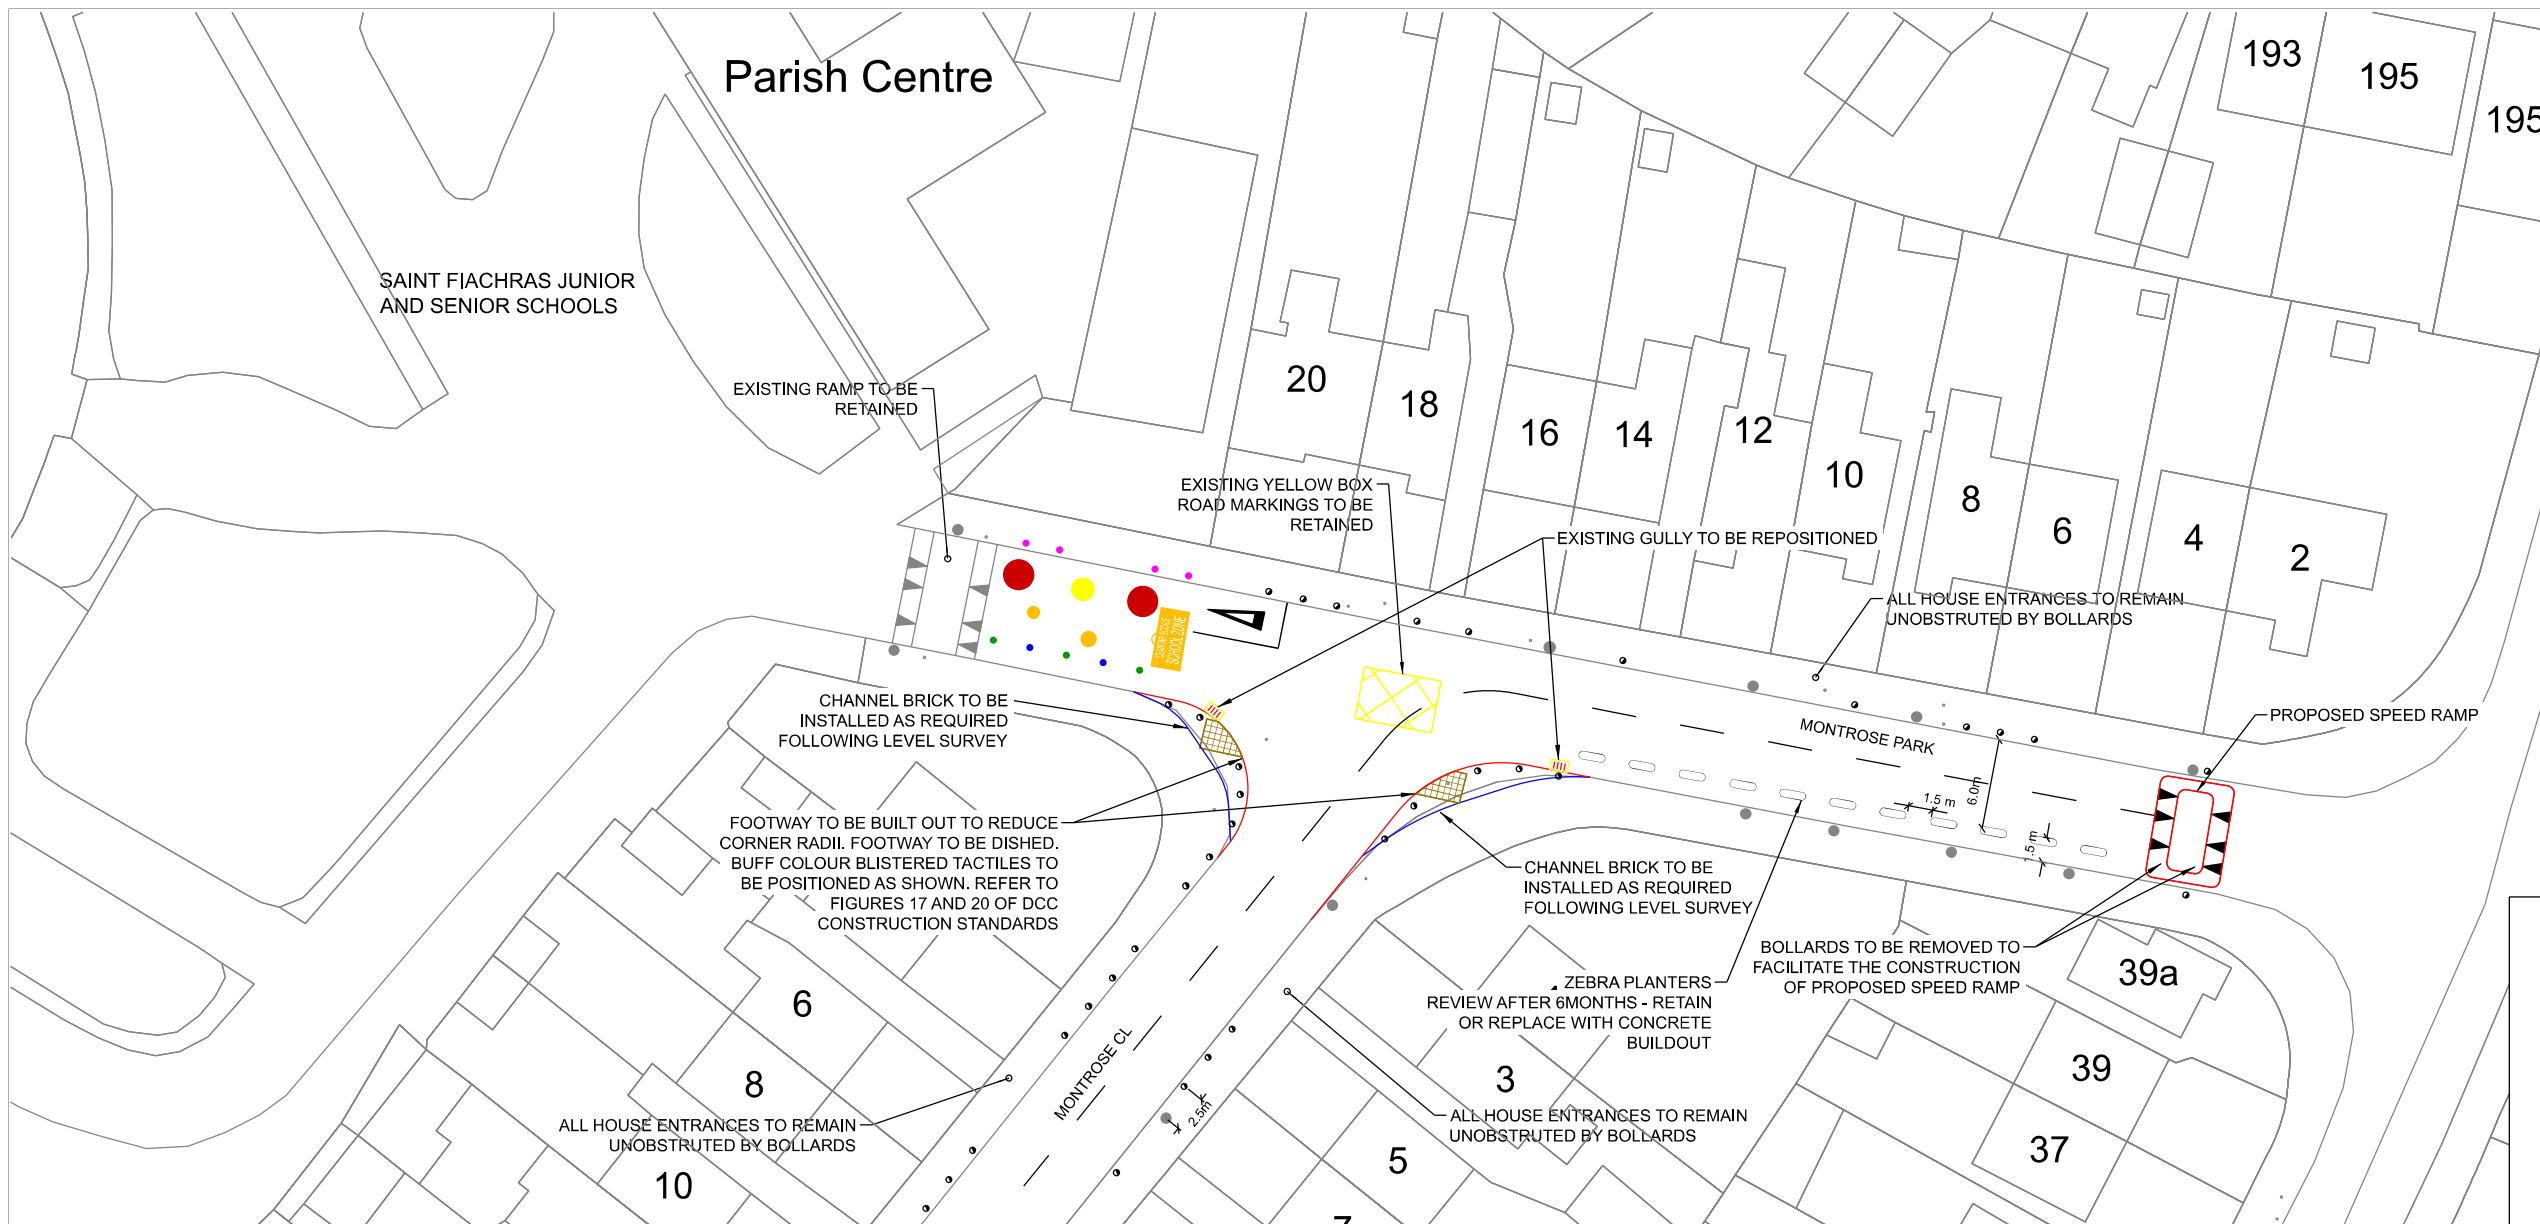 Parish Centre
193
195
195
SAINT FIACHRAS JUNIOR
AND SENIOR SCHOOLS
EXISTING RAMP TO BE
RETAINED
20
18
16
14
12
10
8
6
4
2
EXISTING YELLOW BOX
ROAD MARKINGS TO BE
RETAINED
EXISTING GULLY TO BE REPOSITIONED
ALL HOUSE ENTRANCES TO REMAIN
UNOBSTRUTED BY BOLLARDS
SCHOOL ZONE
CHANNEL BRICK TO BE
INSTALLED AS REQUIRED
FOLLOWING LEVEL SURVEY
MONTROSE PARK
PROPOSED SPEED RAMP
6.0m
1.5 m
1.5 m
FOOTWAY TO BE BUILT OUT TO REDUCE
CORNER RADII. FOOTWAY TO BE DISHED.
BUFF COLOUR BLISTERED TACTILES TO
BE POSITIONED AS SHOWN. REFER TO
FIGURES 17 AND 20 OF DCC
CONSTRUCTION STANDARDS
CHANNEL BRICK TO BE
INSTALLED AS REQUIRED
FOLLOWING LEVEL SURVEY
BOLLARDS TO BE REMOVED TO
FACILITATE THE CONSTRUCTION
OF PROPOSED SPEED RAMP
39a
ZEBRA PLANTERS
REVIEW AFTER 6MONTHS - RETAIN
OR REPLACE WITH CONCRETE
BUILDOUT
6
8
10
MONTROSE CL
2.5m
3
5
39
37
ALL HOUSE ENTRANCES TO REMAIN
UNOBSTRUTED BY BOLLARDS
ALL HOUSE ENTRANCES TO REMAIN
UNOBSTRUTED BY BOLLARDS